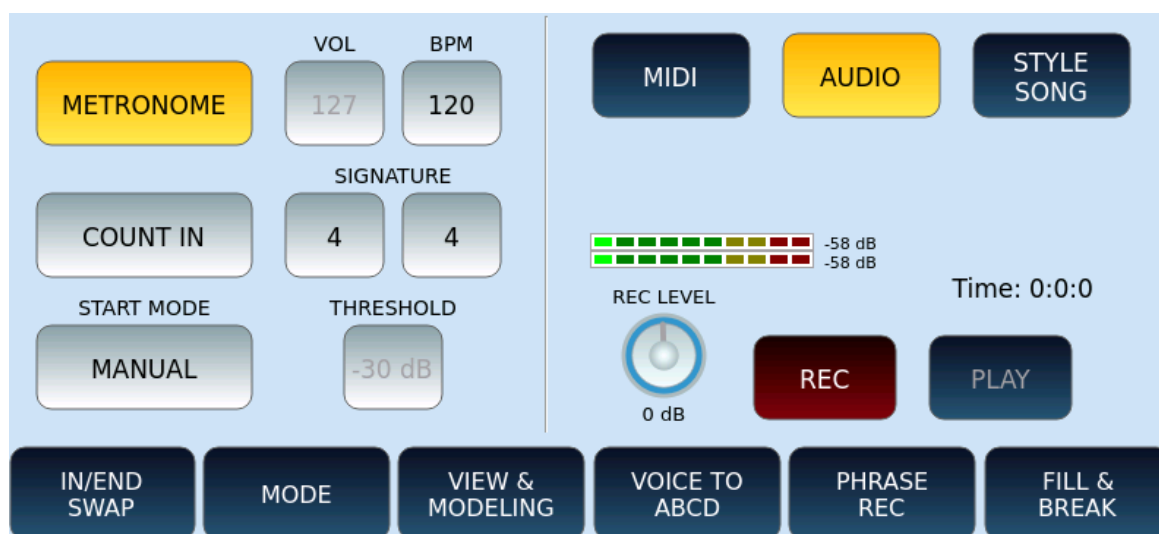 VOL
BPM
METRONOME
127
120
SIGNATURE
COUNT IN
4
4
START MODE
THRESHOLD
MANUAL
-30 dB
MIDI
AUDIO
STYLE
SONG
-58 dB
-58 dB
REC LEVEL
0 dB
Time: 0:0:0
REC
PLAY
IN/END
SWAP
MODE
VIEW &
MODELING
VOICE TO
ABCD
PHRASE
REC
FILL &
BREAK